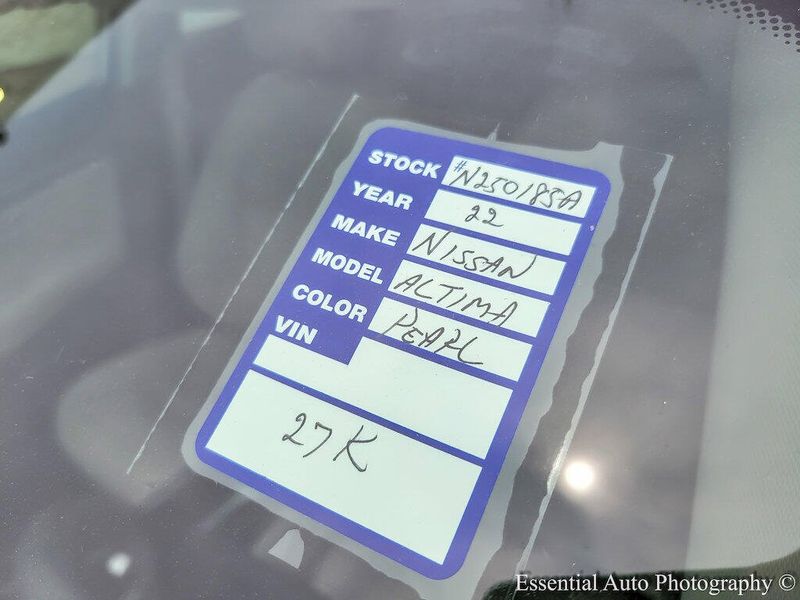 STOCK #N250185A
YEAR 22
MAKE NISSAN
MODEL ALTIMA
COLOR PEARL
VIN
27K
Essential Auto Photography ©